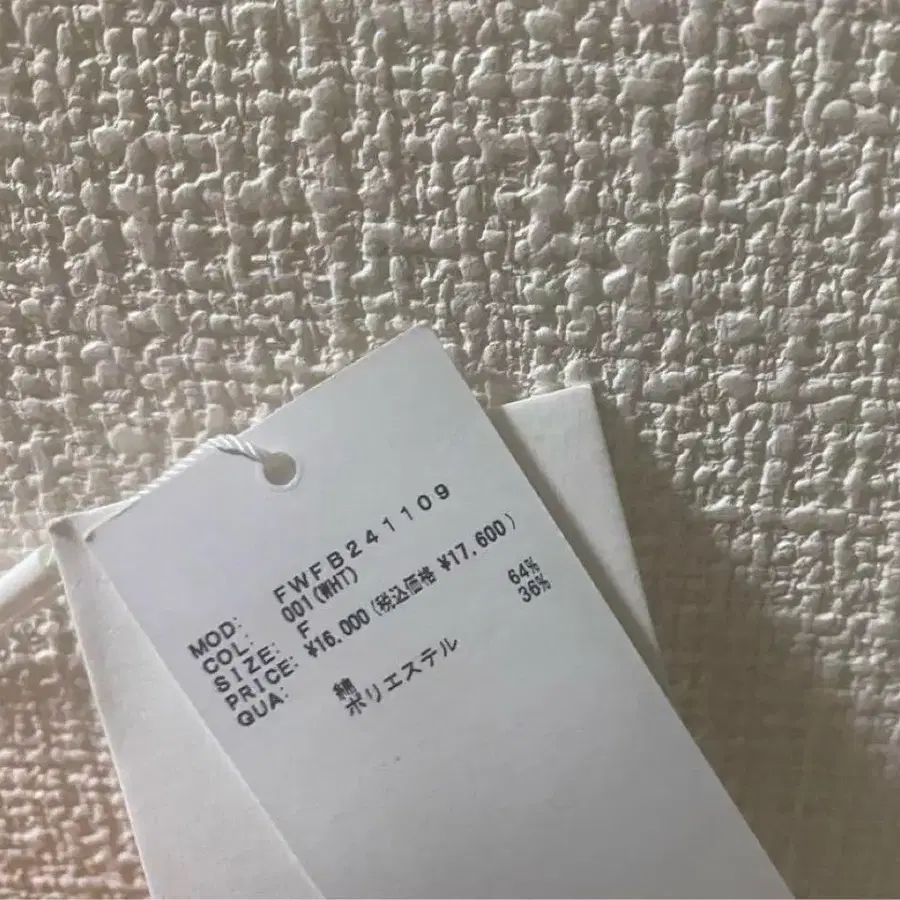 MOD: FWFB241109
COL: 001(WHT)
SIZE: F
PRICE: ¥16,000(税込価格 ¥17,600)
QUA: 綿 64%
ポリエステル 36%